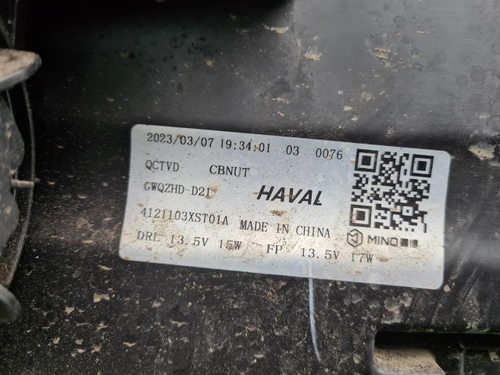 2023/03/07 19:34:01 03 0076
QCTVD CBNUT
GWQZHD-D21 HAVAL
4121103XST01A MADE IN CHINA MINO
DRL 13.5V 15W FP 13.5V 17W